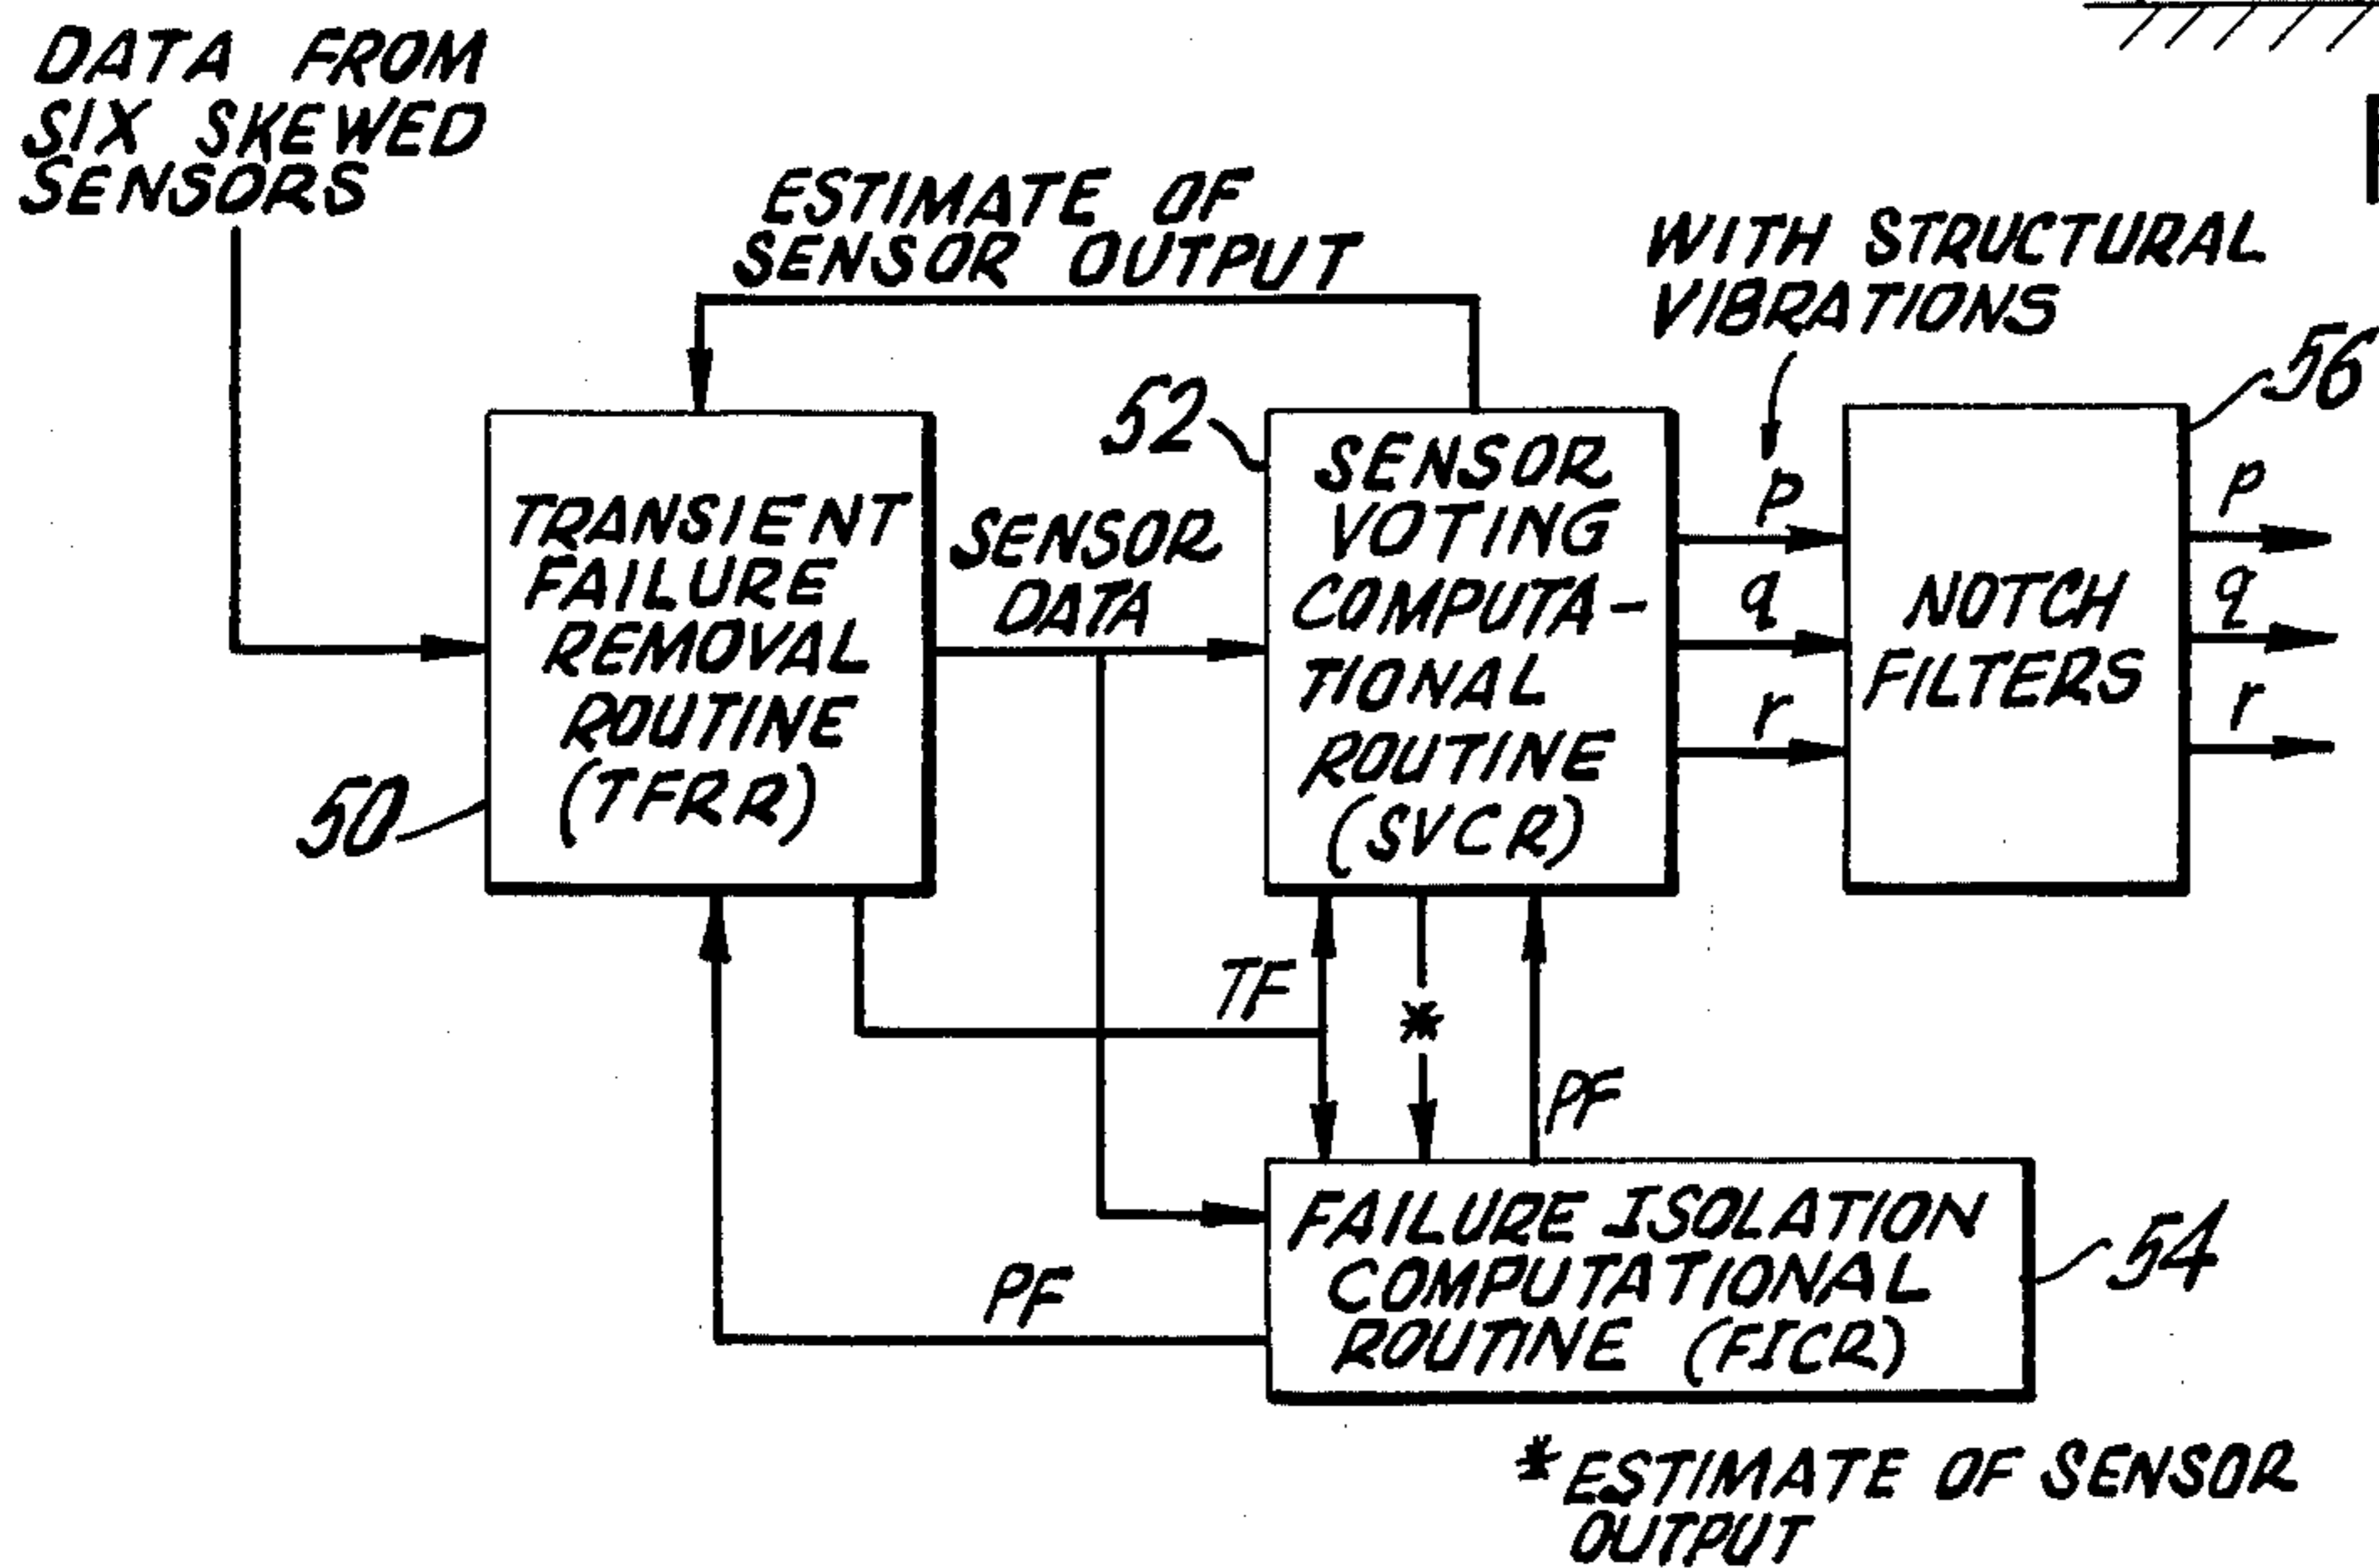 DATA FROM
SIX SKEWED
SENSORS
ESTIMATE OF
SENSOR OUTPUT
WITH STRUCTURAL
VIBRATIONS
56
52
50
TRANSIENT
FAILURE
REMOVAL
ROUTINE
(TFRR)
SENSOR
DATA
SENSOR
VOTING
COMPUTA-
TIONAL
ROUTINE
(SVCR)
p
q
r
NOTCH
FILTERS
p
q
r
TF
*
PF
PF
FAILURE ISOLATION
COMPUTATIONAL
ROUTINE (FICR)
54
* ESTIMATE OF SENSOR
OUTPUT